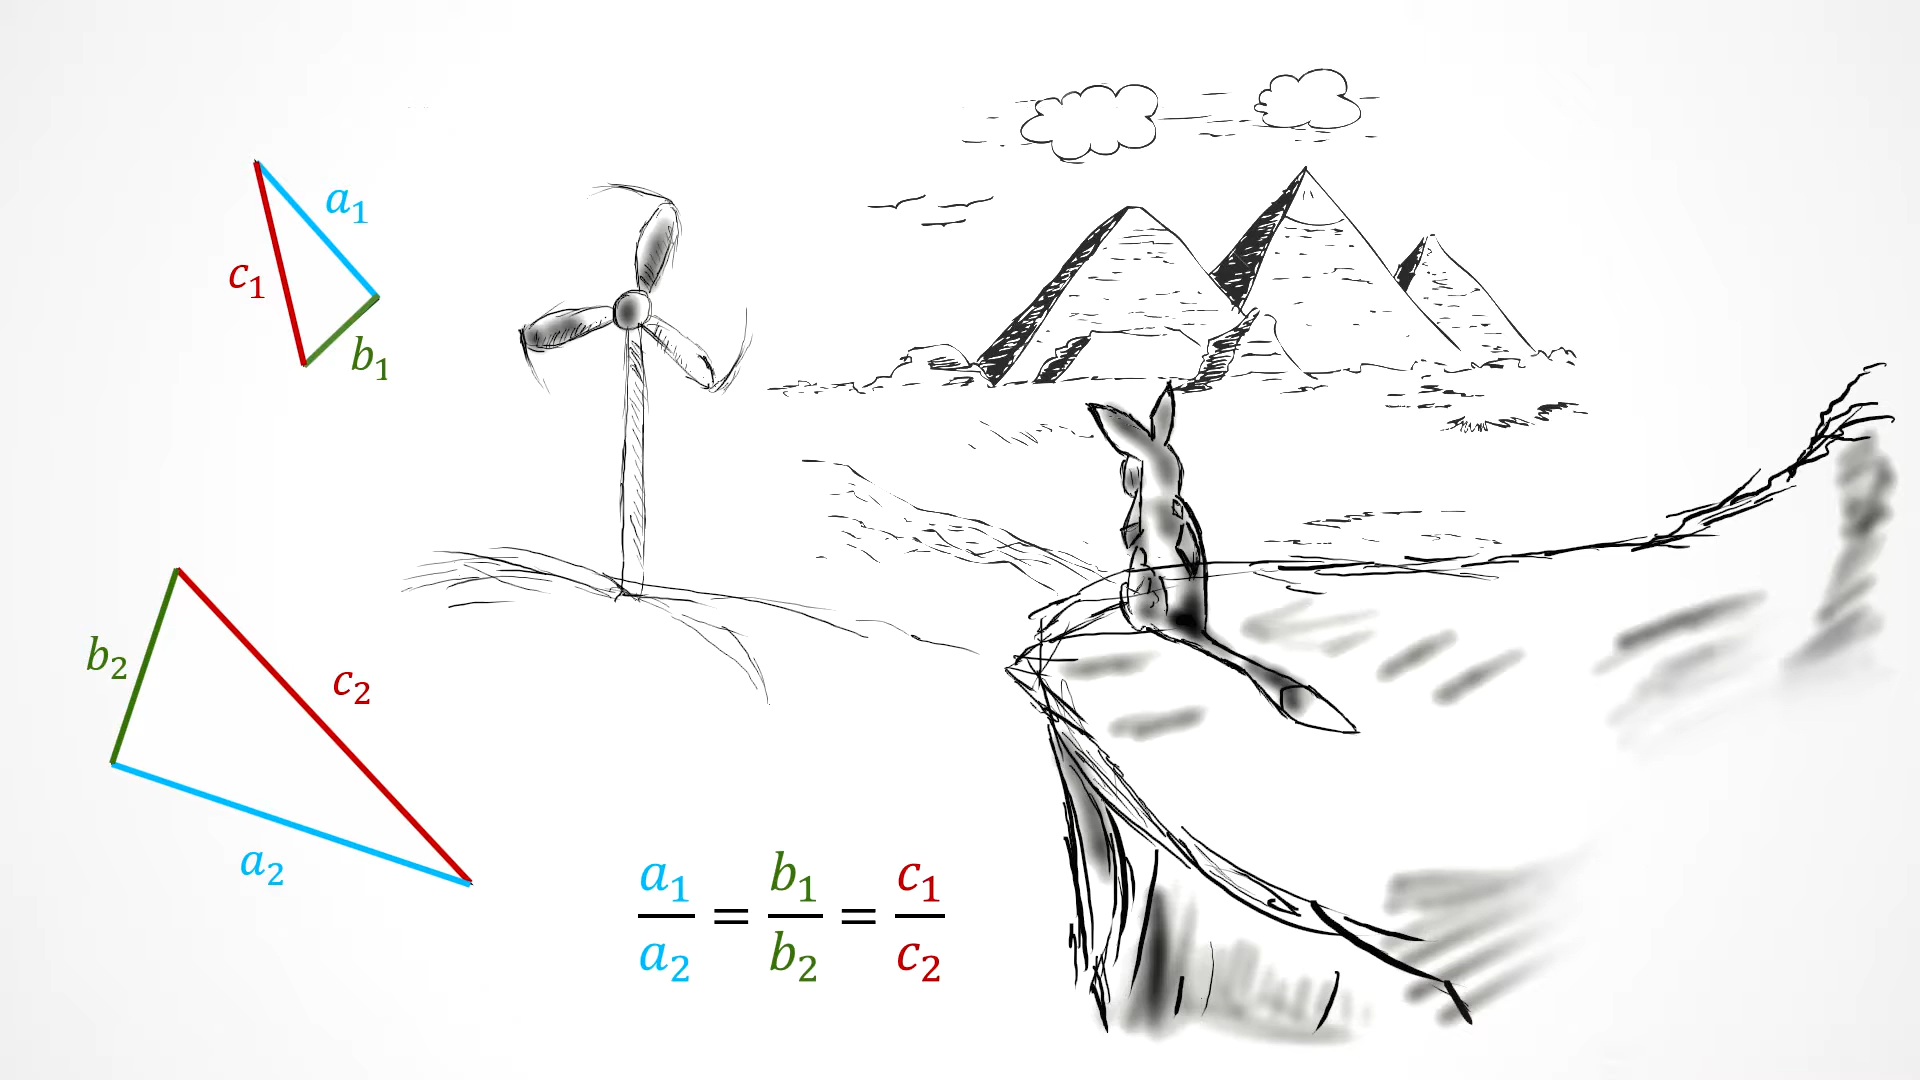 a₁
c₁
b₁
b₂
c₂
a₂
a₁/a₂ = b₁/b₂ = c₁/c₂